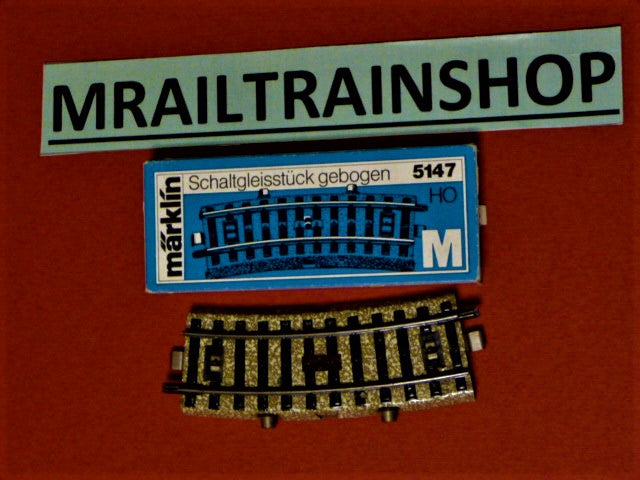 MRAILTRAINSHOP
märklin
Schaltgleisstück gebogen 5147
HO
M